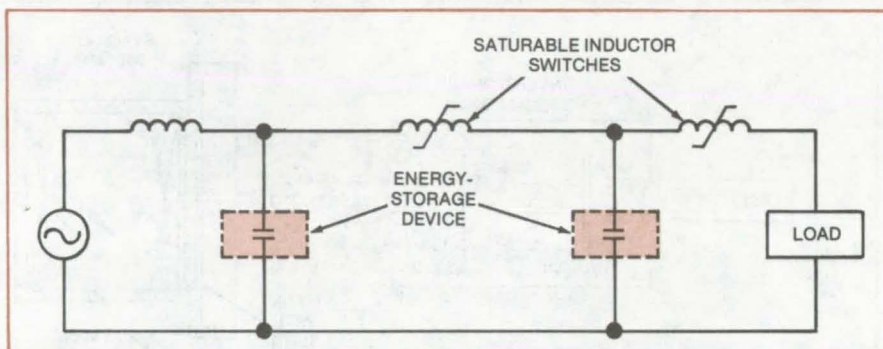 SATURABLE INDUCTOR
SWITCHES
ENERGY-
STORAGE
DEVICE
LOAD